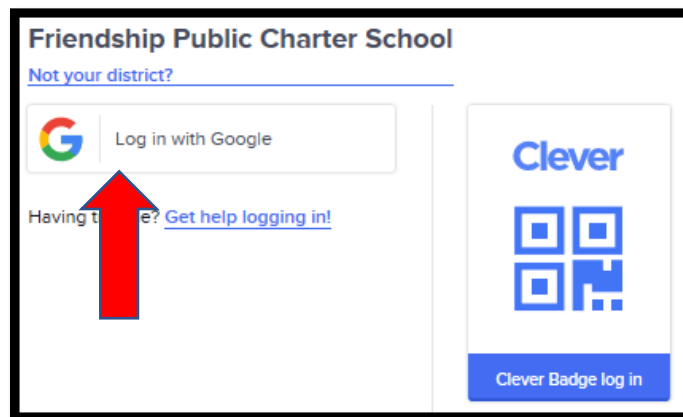 Friendship Public Charter School
Not your district?
Log in with Google
Having t e? Get help logging in!
Clever
Clever Badge log in